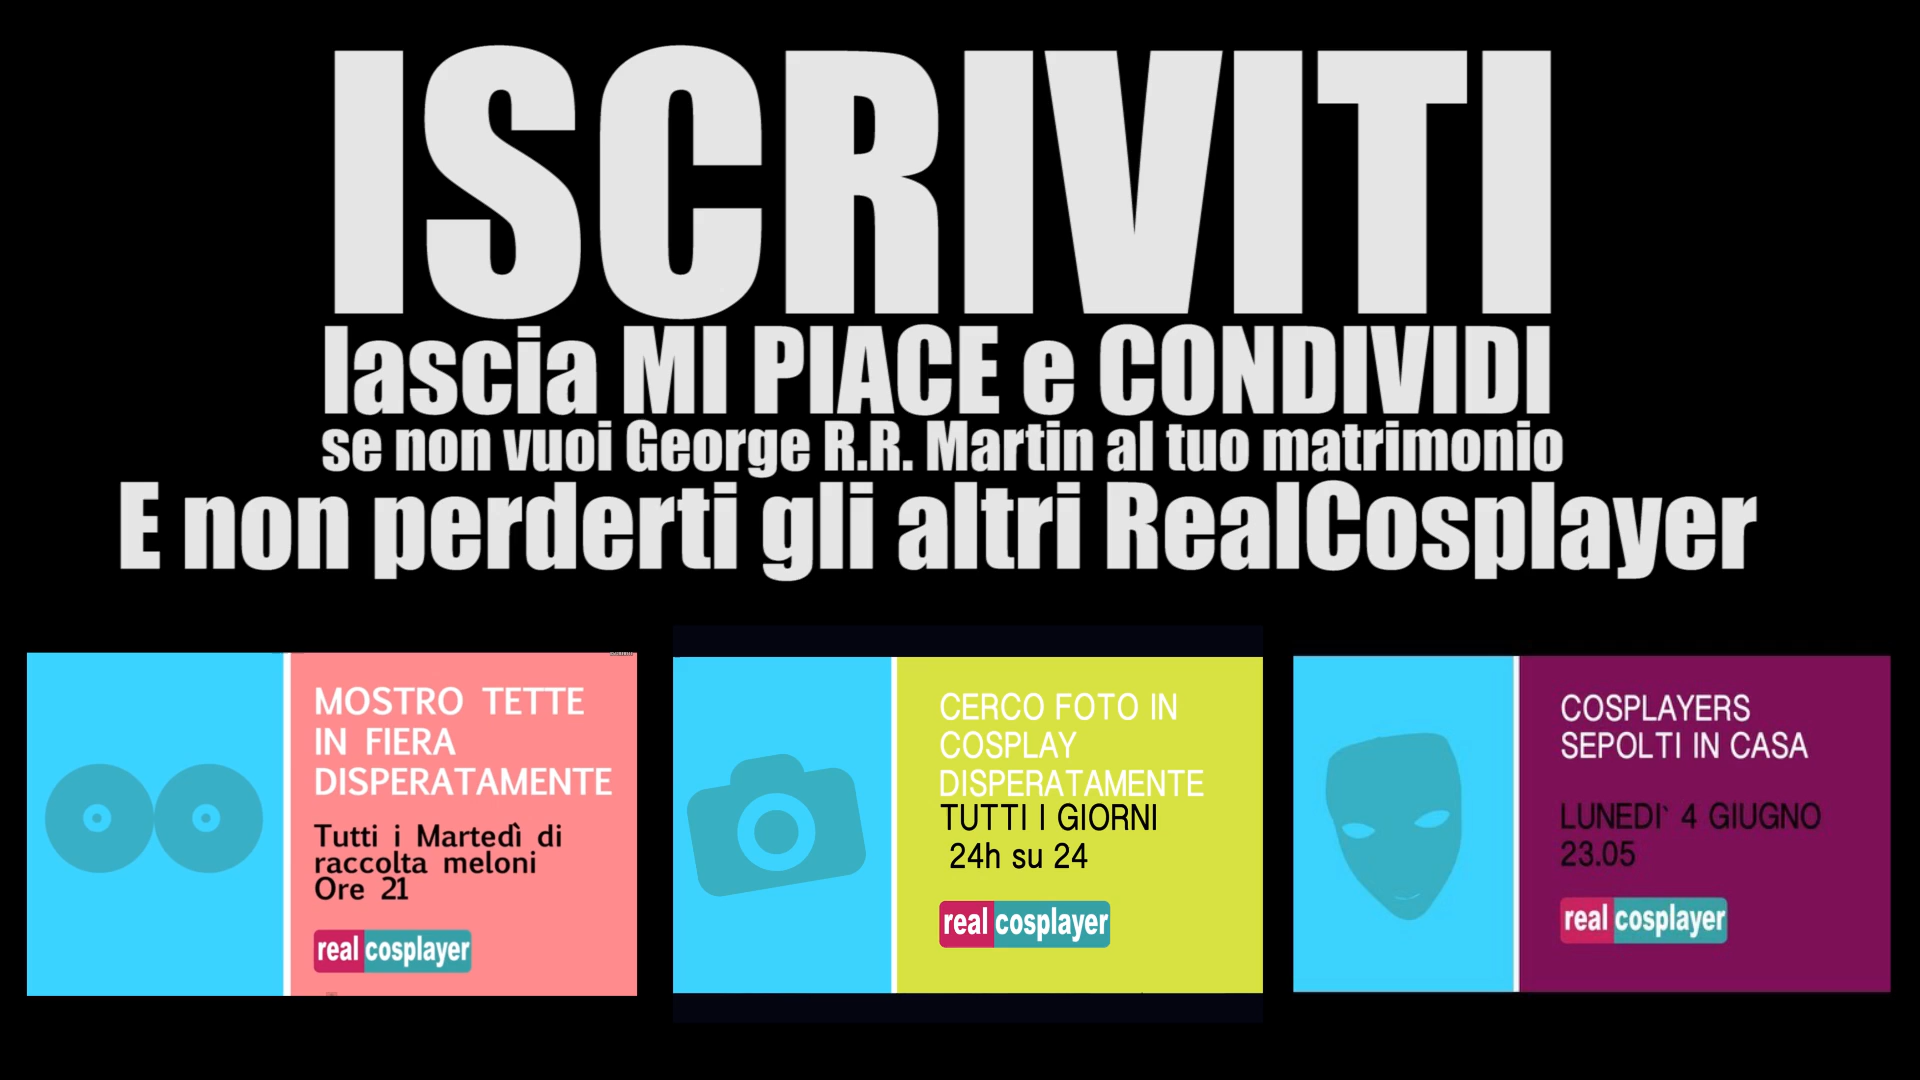 ISCRIVITI
lascia MI PIACE e CONDIVIDI
se non vuoi George R.R. Martin al tuo matrimonio
E non perderti gli altri RealCosplayer
MOSTRO TETTE
IN FIERA
DISPERATAMENTE
Tutti i Martedì di
raccolta meloni
Ore 21
real cosplayer
CERCO FOTO IN
COSPLAY
DISPERATAMENTE
TUTTI I GIORNI
24h su 24
real cosplayer
COSPLAYERS
SEPOLTI IN CASA
LUNEDI` 4 GIUGNO
23.05
real cosplayer